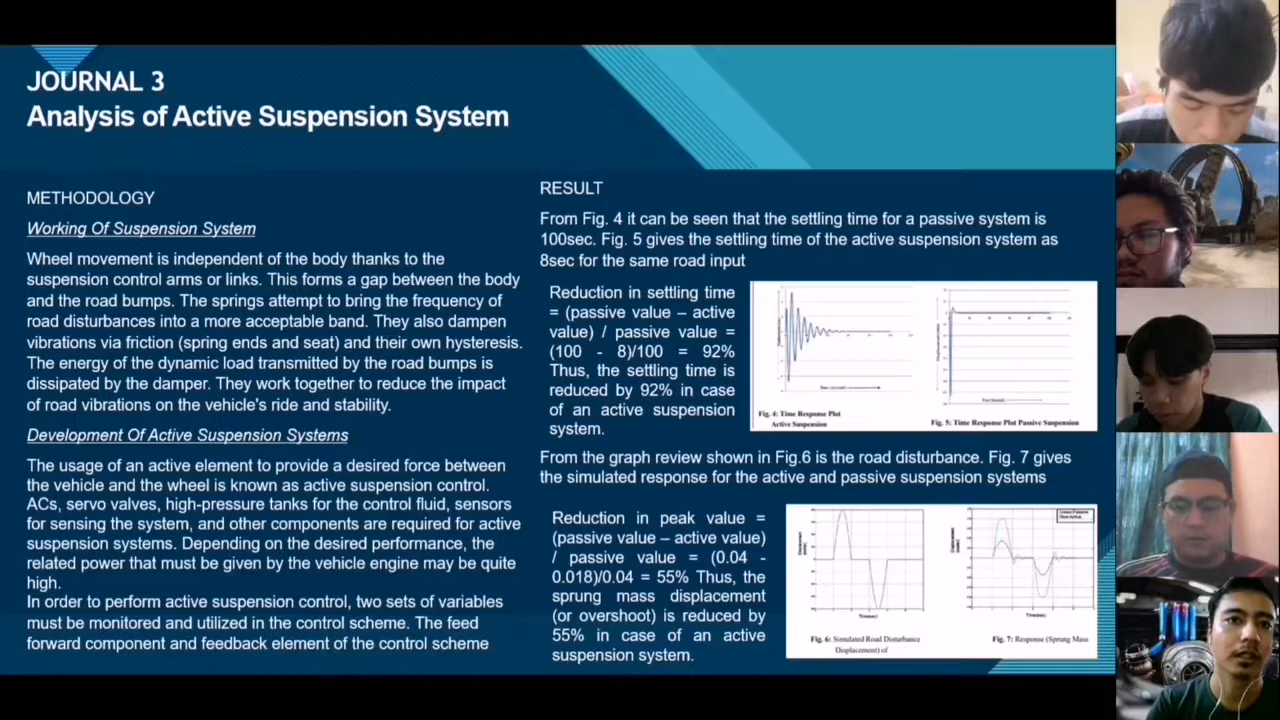 JOURNAL 3
Analysis of Active Suspension System
METHODOLOGY
Working Of Suspension System
Wheel movement is independent of the body thanks to the
suspension control arms or links. This forms a gap between the body
and the road bumps. The springs attempt to bring the frequency of
road disturbances into a more acceptable band. They also dampen
vibrations via friction (spring ends and seat) and their own hysteresis.
The energy of the dynamic load transmitted by the road bumps is
dissipated by the damper. They work together to reduce the impact
of road vibrations on the vehicle's ride and stability.
Development Of Active Suspension Systems
The usage of an active element to provide a desired force between
the vehicle and the wheel is known as active suspension control.
ACs, servo valves, high-pressure tanks for the control fluid, sensors
for sensing the system, and other components are required for active
suspension systems. Depending on the desired performance, the
related power that must be given by the vehicle engine may be quite
high.
In order to perform active suspension control, two sets of variables
must be monitored and utilized in the control scheme. The feed
forward component and feedback element of the control scheme
RESULT
From Fig. 4 it can be seen that the settling time for a passive system is
100sec. Fig. 5 gives the settling time of the active suspension system as
8sec for the same road input
Reduction in settling time
= (passive value – active
value) / passive value =
(100 - 8)/100 = 92%
Thus, the settling time is
reduced by 92% in case
of an active suspension
system.
Fig. 4: Time Response Plot
Active Suspension
Fig. 5: Time Response Plot Passive Suspension
From the graph review shown in Fig.6 is the road disturbance. Fig. 7 gives
the simulated response for the active and passive suspension systems
Reduction in peak value =
(passive value – active value)
/ passive value = (0.04 -
0.018)/0.04 = 55% Thus, the
sprung mass displacement
(or overshoot) is reduced by
55% in case of an active
suspension system.
Fig. 6: Simulated Road Disturbance
Displacement) of
Fig. 7: Response (Sprung Mass